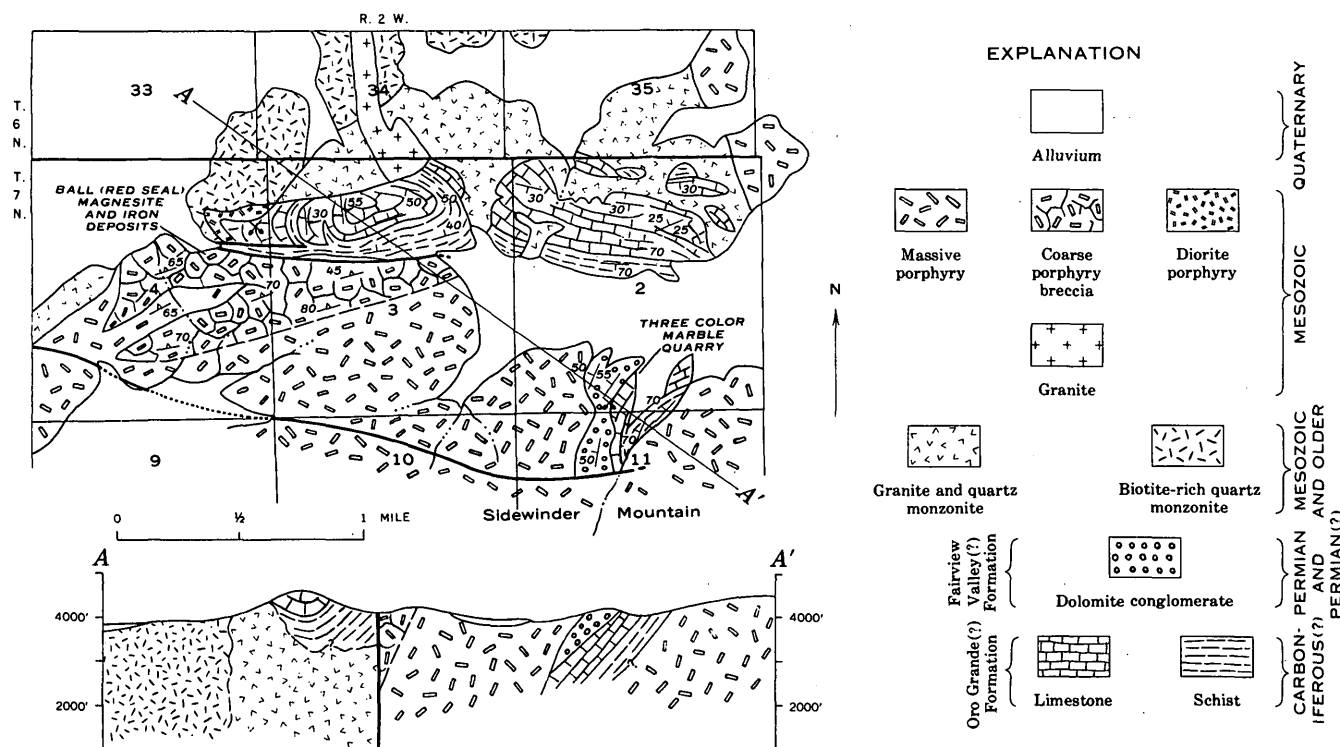 R. 2 W.
T.
6
N.
T.
7
N.
33
A
34
35
BALL (RED SEAL)
MAGNESITE
AND IRON
DEPOSITS
30
55
50
50
40
30
30
30
25
25
70
70
65
4
65
70
70
45
80
3
2
THREE COLOR
MARBLE
QUARRY
50
55
70
70
50
9
10
11
A'
Sidewinder Mountain
0 ½ 1 MILE
N
A
A'
4000'
2000'
4000'
2000'
EXPLANATION
Alluvium
QUATERNARY
Massive
porphyry
Coarse
porphyry
breccia
Diorite
porphyry
Granite
MESOZOIC
Granite and quartz
monzonite
Biotite-rich quartz
monzonite
MESOZOIC
AND OLDER
Fairview
Valley(?)
Formation
Dolomite conglomerate
PERMIAN
AND
PERMIAN(?)
Oro Grande(?)
Formation
Limestone
Schist
CARBON-
IFEROUS(?)